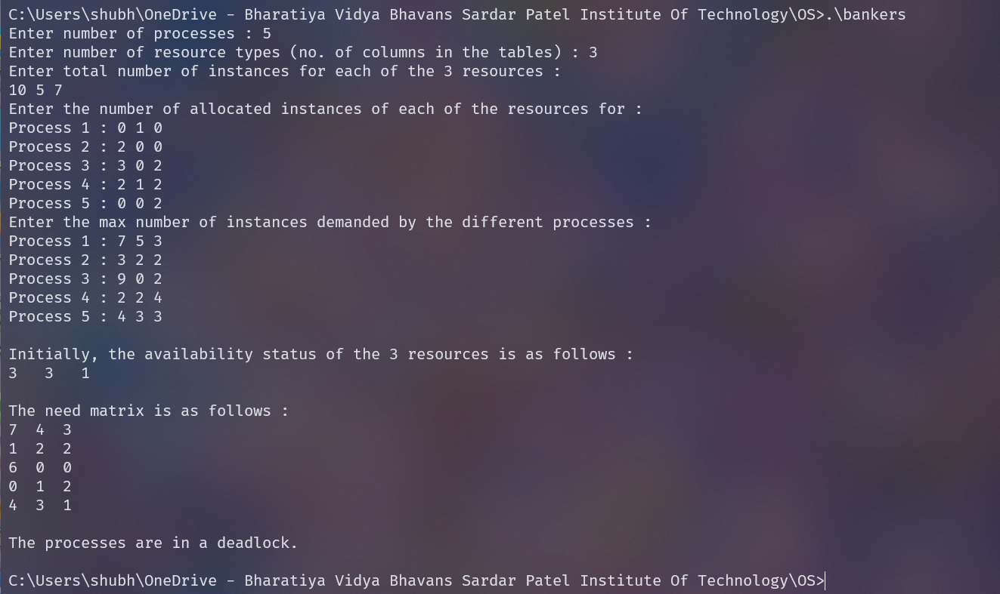 C:\Users\shubh\OneDrive - Bharatiya Vidya Bhavans Sardar Patel Institute Of Technology\OS>.\bankers
Enter number of processes : 5
Enter number of resource types (no. of columns in the tables) : 3
Enter total number of instances for each of the 3 resources :
10 5 7
Enter the number of allocated instances of each of the resources for :
Process 1 : 0 1 0
Process 2 : 2 0 0
Process 3 : 3 0 2
Process 4 : 2 1 2
Process 5 : 0 0 2
Enter the max number of instances demanded by the different processes :
Process 1 : 7 5 3
Process 2 : 3 2 2
Process 3 : 9 0 2
Process 4 : 2 2 4
Process 5 : 4 3 3
Initially, the availability status of the 3 resources is as follows :
3   3   1
The need matrix is as follows :
7  4  3
1  2  2
6  0  0
0  1  2
4  3  1
The processes are in a deadlock.
C:\Users\shubh\OneDrive - Bharatiya Vidya Bhavans Sardar Patel Institute Of Technology\OS>